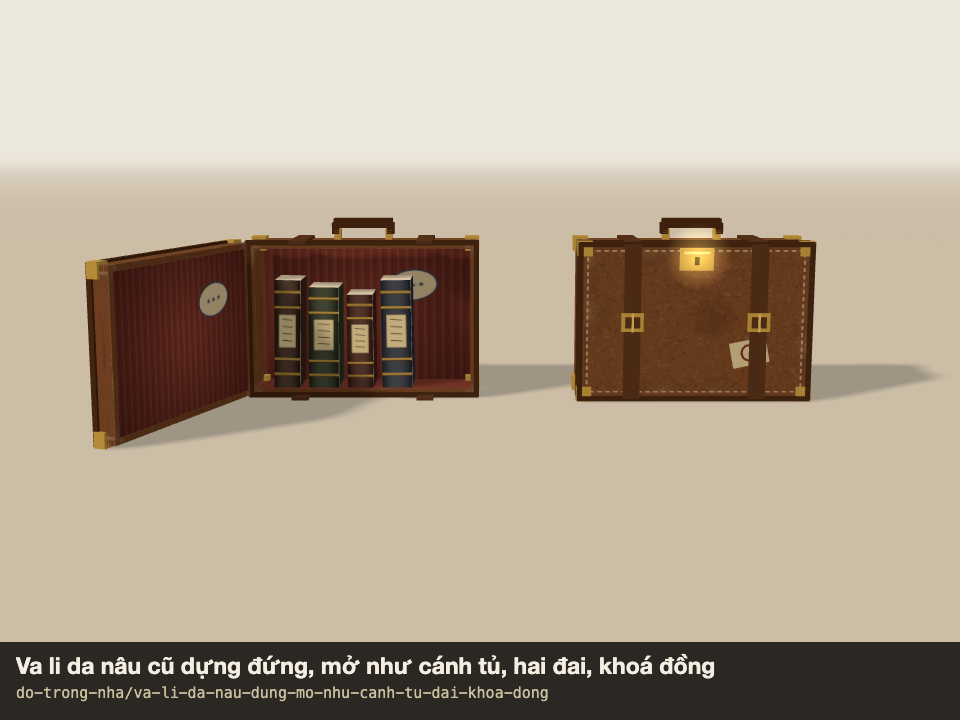 Va li da nâu cũ dựng đứng, mở như cánh tủ, hai đai, khoá đồng
do-trong-nha/va-li-da-nau-dung-mo-nhu-canh-tu-dai-khoa-dong